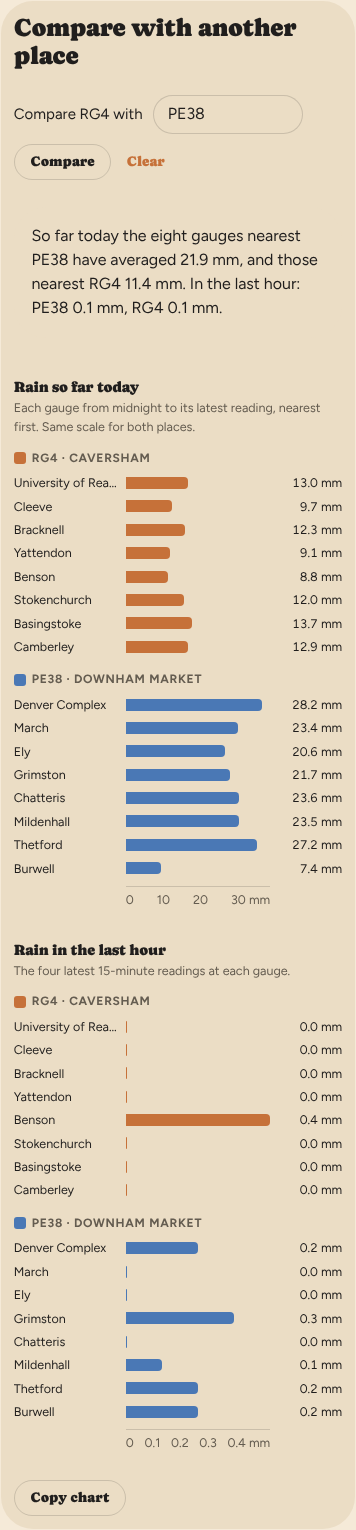 Compare with another
place
Compare RG4 with PE38
Compare Clear
So far today the eight gauges nearest
PE38 have averaged 21.9 mm, and those
nearest RG4 11.4 mm. In the last hour:
PE38 0.1 mm, RG4 0.1 mm.
Rain so far today
Each gauge from midnight to its latest reading, nearest
first. Same scale for both places.
RG4 · CAVERSHAM
University of Rea... 13.0 mm
Cleeve 9.7 mm
Bracknell 12.3 mm
Yattendon 9.1 mm
Benson 8.8 mm
Stokenchurch 12.0 mm
Basingstoke 13.7 mm
Camberley 12.9 mm
PE38 · DOWNHAM MARKET
Denver Complex 28.2 mm
March 23.4 mm
Ely 20.6 mm
Grimston 21.7 mm
Chatteris 23.6 mm
Mildenhall 23.5 mm
Thetford 27.2 mm
Burwell 7.4 mm
0 10 20 30 mm
Rain in the last hour
The four latest 15-minute readings at each gauge.
RG4 · CAVERSHAM
University of Rea... 0.0 mm
Cleeve 0.0 mm
Bracknell 0.0 mm
Yattendon 0.0 mm
Benson 0.4 mm
Stokenchurch 0.0 mm
Basingstoke 0.0 mm
Camberley 0.0 mm
PE38 · DOWNHAM MARKET
Denver Complex 0.2 mm
March 0.0 mm
Ely 0.0 mm
Grimston 0.3 mm
Chatteris 0.0 mm
Mildenhall 0.1 mm
Thetford 0.2 mm
Burwell 0.2 mm
0 0.1 0.2 0.3 0.4 mm
Copy chart